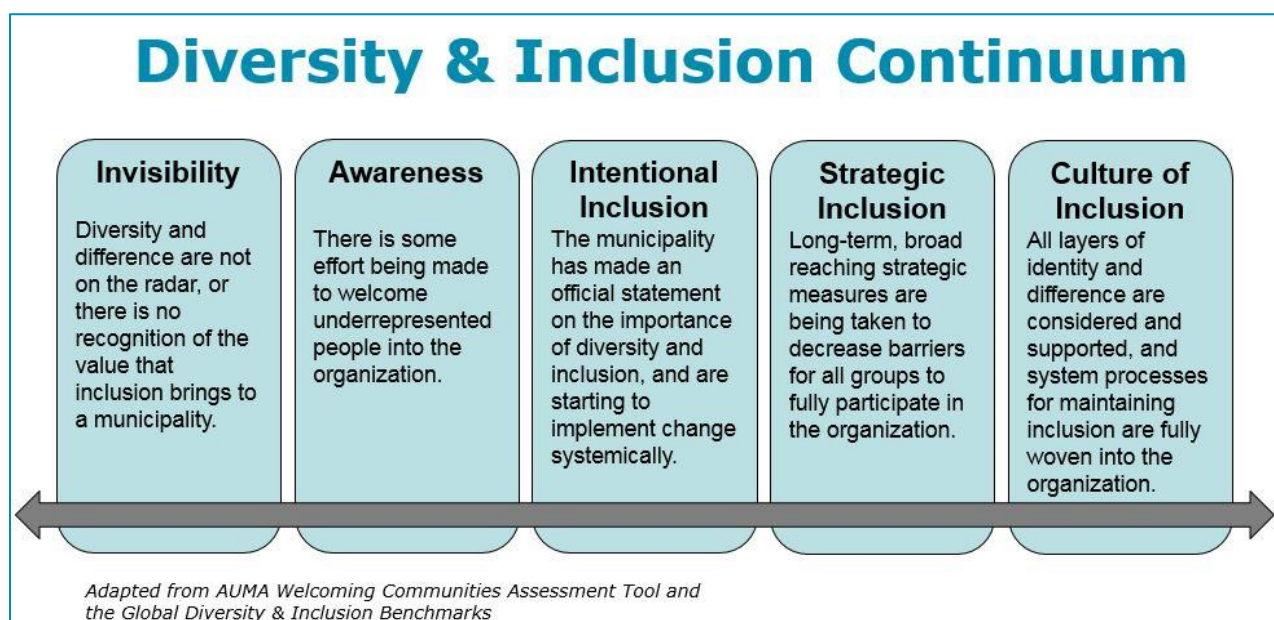 Diversity & Inclusion Continuum
Invisibility
Diversity and
difference are not
on the radar, or
there is no
recognition of the
value that
inclusion brings to
a municipality.
Awareness
There is some
effort being made
to welcome
underrepresented
people into the
organization.
Intentional
Inclusion
The municipality
has made an
official statement
on the importance
of diversity and
inclusion, and are
starting to
implement change
systemically.
Strategic
Inclusion
Long-term, broad
reaching strategic
measures are
being taken to
decrease barriers
for all groups to
fully participate in
the organization.
Culture of
Inclusion
All layers of
identity and
difference are
considered and
supported, and
system processes
for maintaining
inclusion are fully
woven into the
organization.
Adapted from AUMA Welcoming Communities Assessment Tool and
the Global Diversity & Inclusion Benchmarks